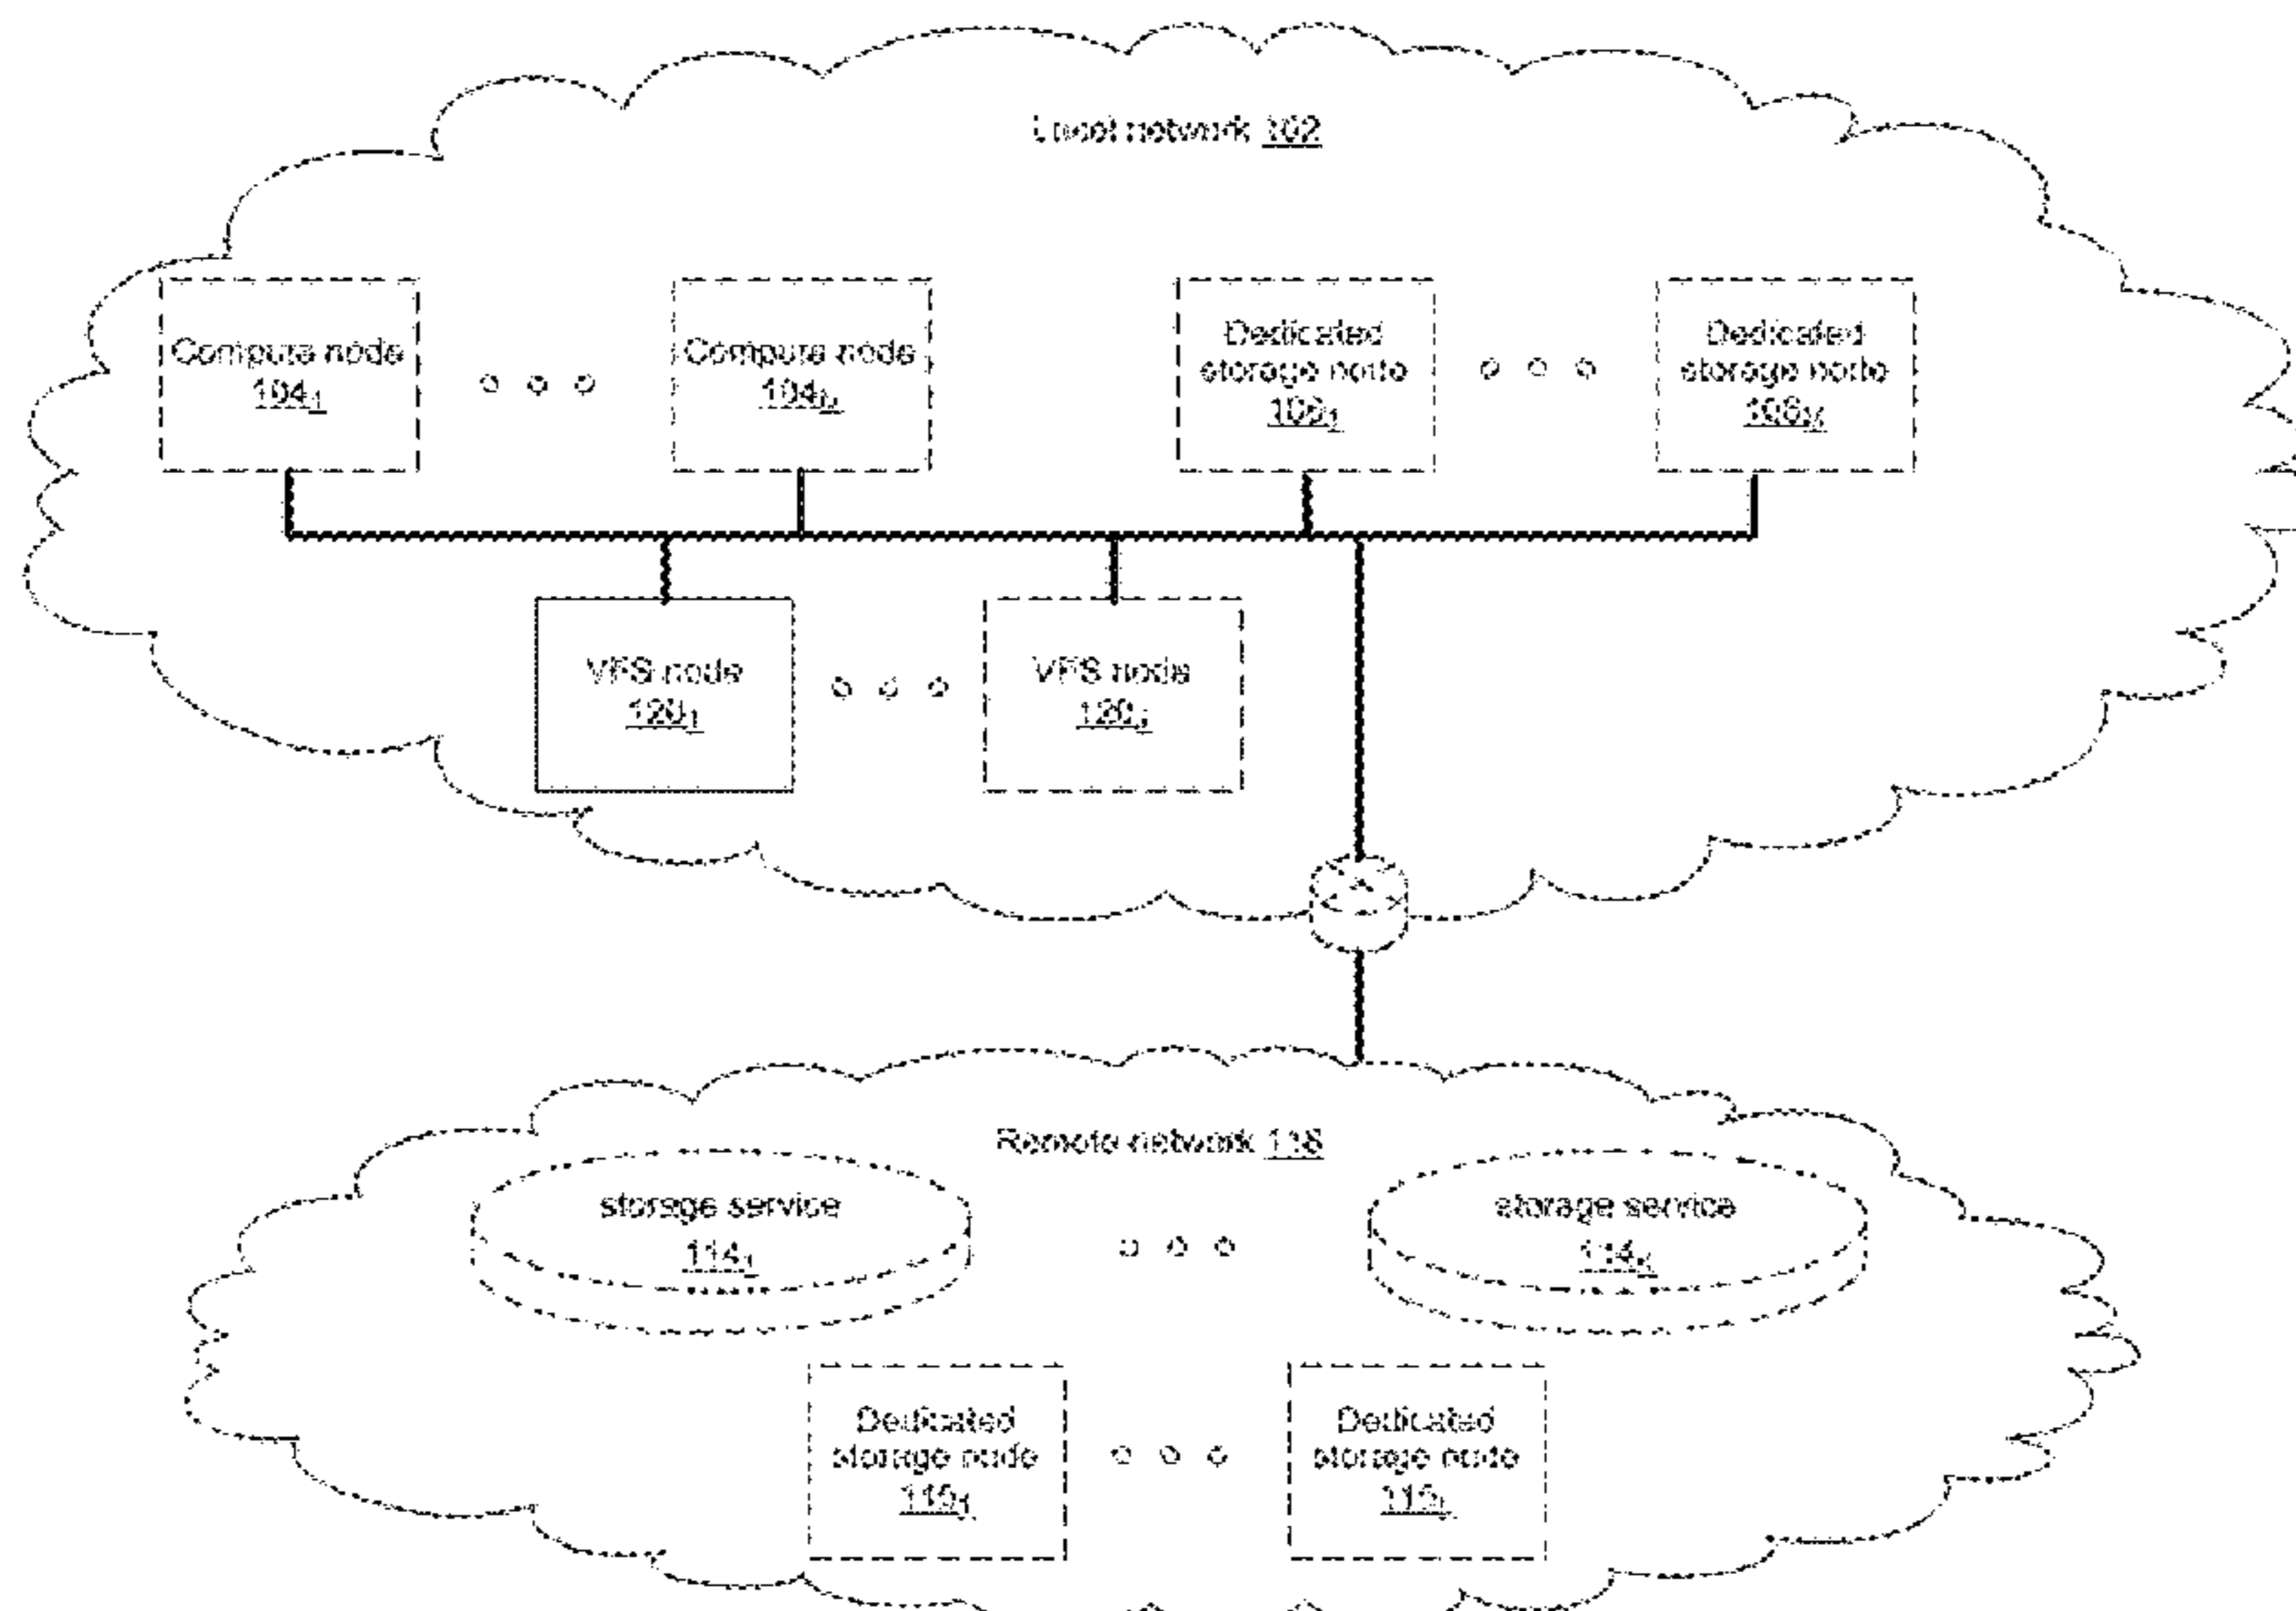 Local network 102
Compute node
104₁
Compute node
104ₙ
Dedicated
storage node
106₁
Dedicated
storage node
VFS node
120₁
VFS node
120ⱼ
Remote network 118
storage service
114₁
storage service
114ₖ
Dedicated
storage node
115₁
Dedicated
storage node